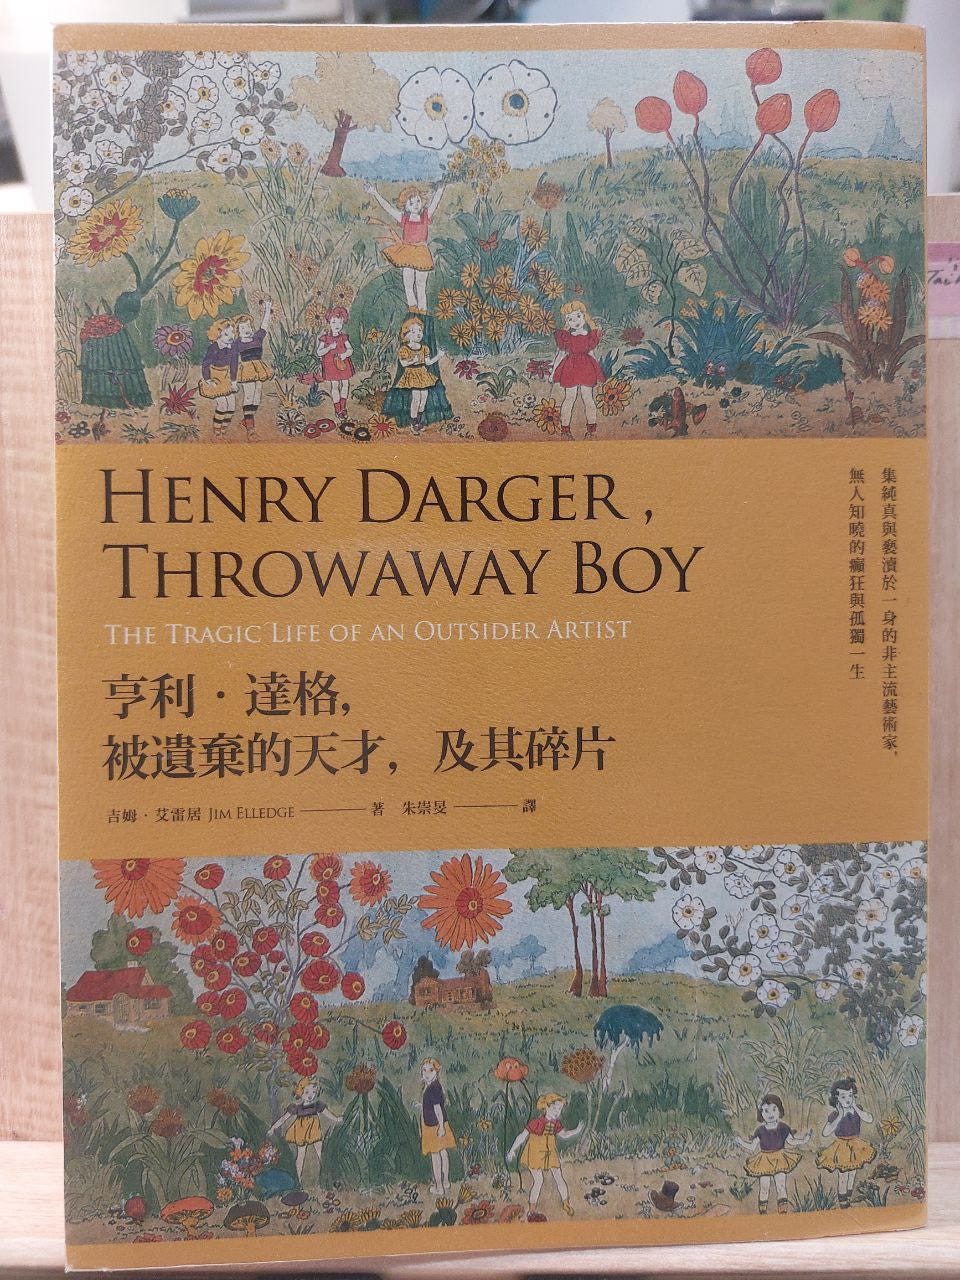 HENRY DARGER,
THROWAWAY BOY
THE TRAGIC LIFE OF AN OUTSIDER ARTIST
亨利·達格,
被遺棄的天才,及其碎片
吉姆·艾雷居 JIM ELLEDGE ——— 著 朱崇旻 ——— 譯
集純真與褻瀆於一身的非主流藝術家,
無人知曉的癲狂與孤獨一生